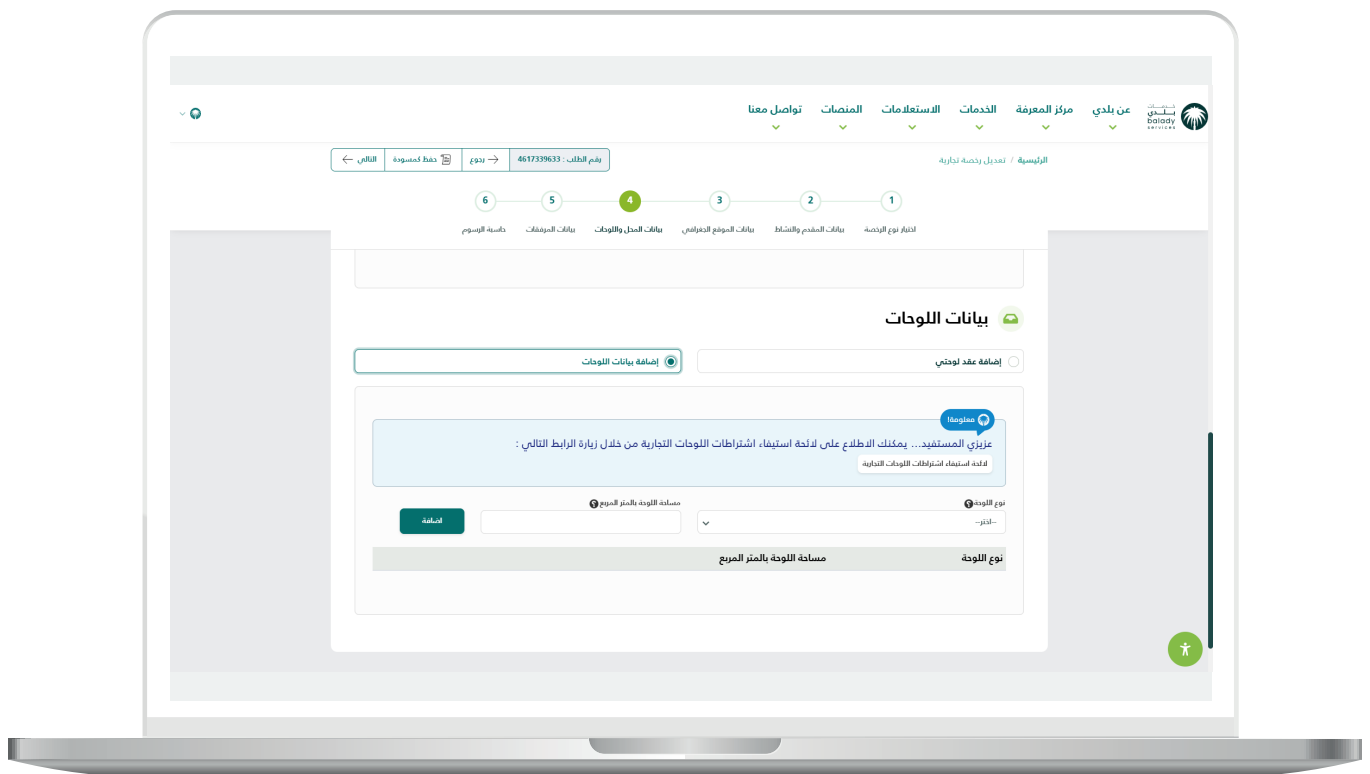 خدمات
بلدي
balady
services
عن بلدي
مركز المعرفة
الخدمات
الاستعلامات
المنصات
تواصل معنا
الرئيسية / تعديل رخصة تجارية
رقم الطلب : 4617339633
رجوع
حفظ كمسودة
التالي
1
2
3
4
5
6
اختيار نوع الرخصة
بيانات المقدم والنشاط
بيانات الموقع الجغرافي
بيانات المحل واللوحات
بيانات المرفقات
حاسبة الرسوم
بيانات اللوحات
إضافة عقد لوحتي
إضافة بيانات اللوحات
معلومة!
عزيزي المستفيد... يمكنك الاطلاع على لائحة استيفاء اشتراطات اللوحات التجارية من خلال زيارة الرابط التالي :
لائحة استيفاء اشتراطات اللوحات التجارية
نوع اللوحة
مساحة اللوحة بالمتر المربع
--اختر--
اضافة
نوع اللوحة
مساحة اللوحة بالمتر المربع